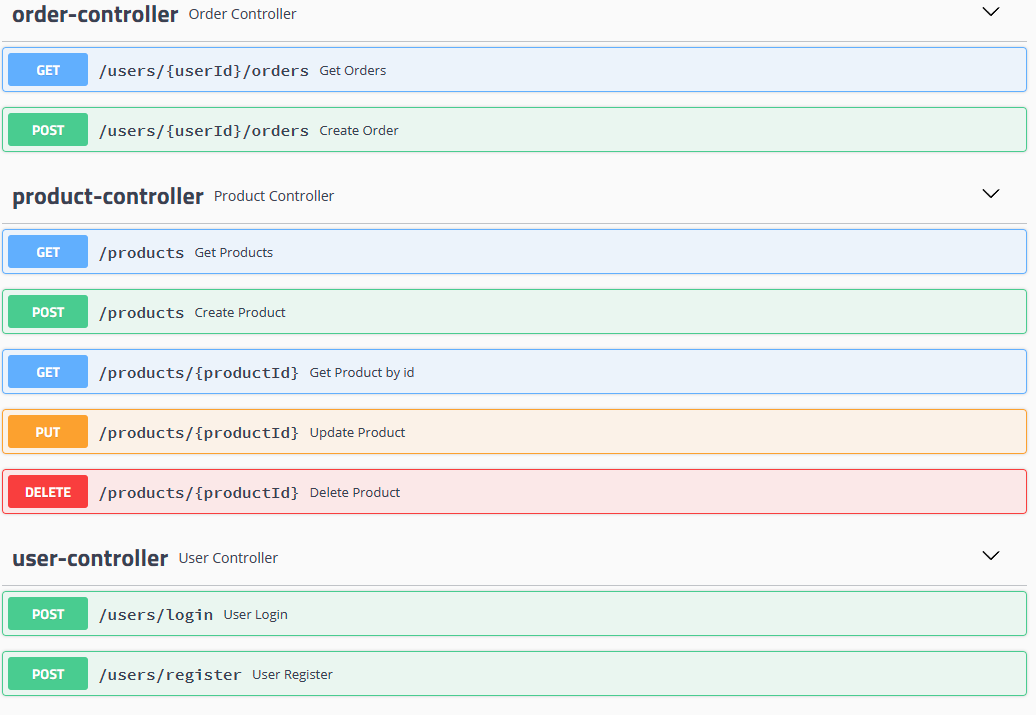 order-controller Order Controller
GET /users/{userId}/orders Get Orders
POST /users/{userId}/orders Create Order
product-controller Product Controller
GET /products Get Products
POST /products Create Product
GET /products/{productId} Get Product by id
PUT /products/{productId} Update Product
DELETE /products/{productId} Delete Product
user-controller User Controller
POST /users/login User Login
POST /users/register User Register